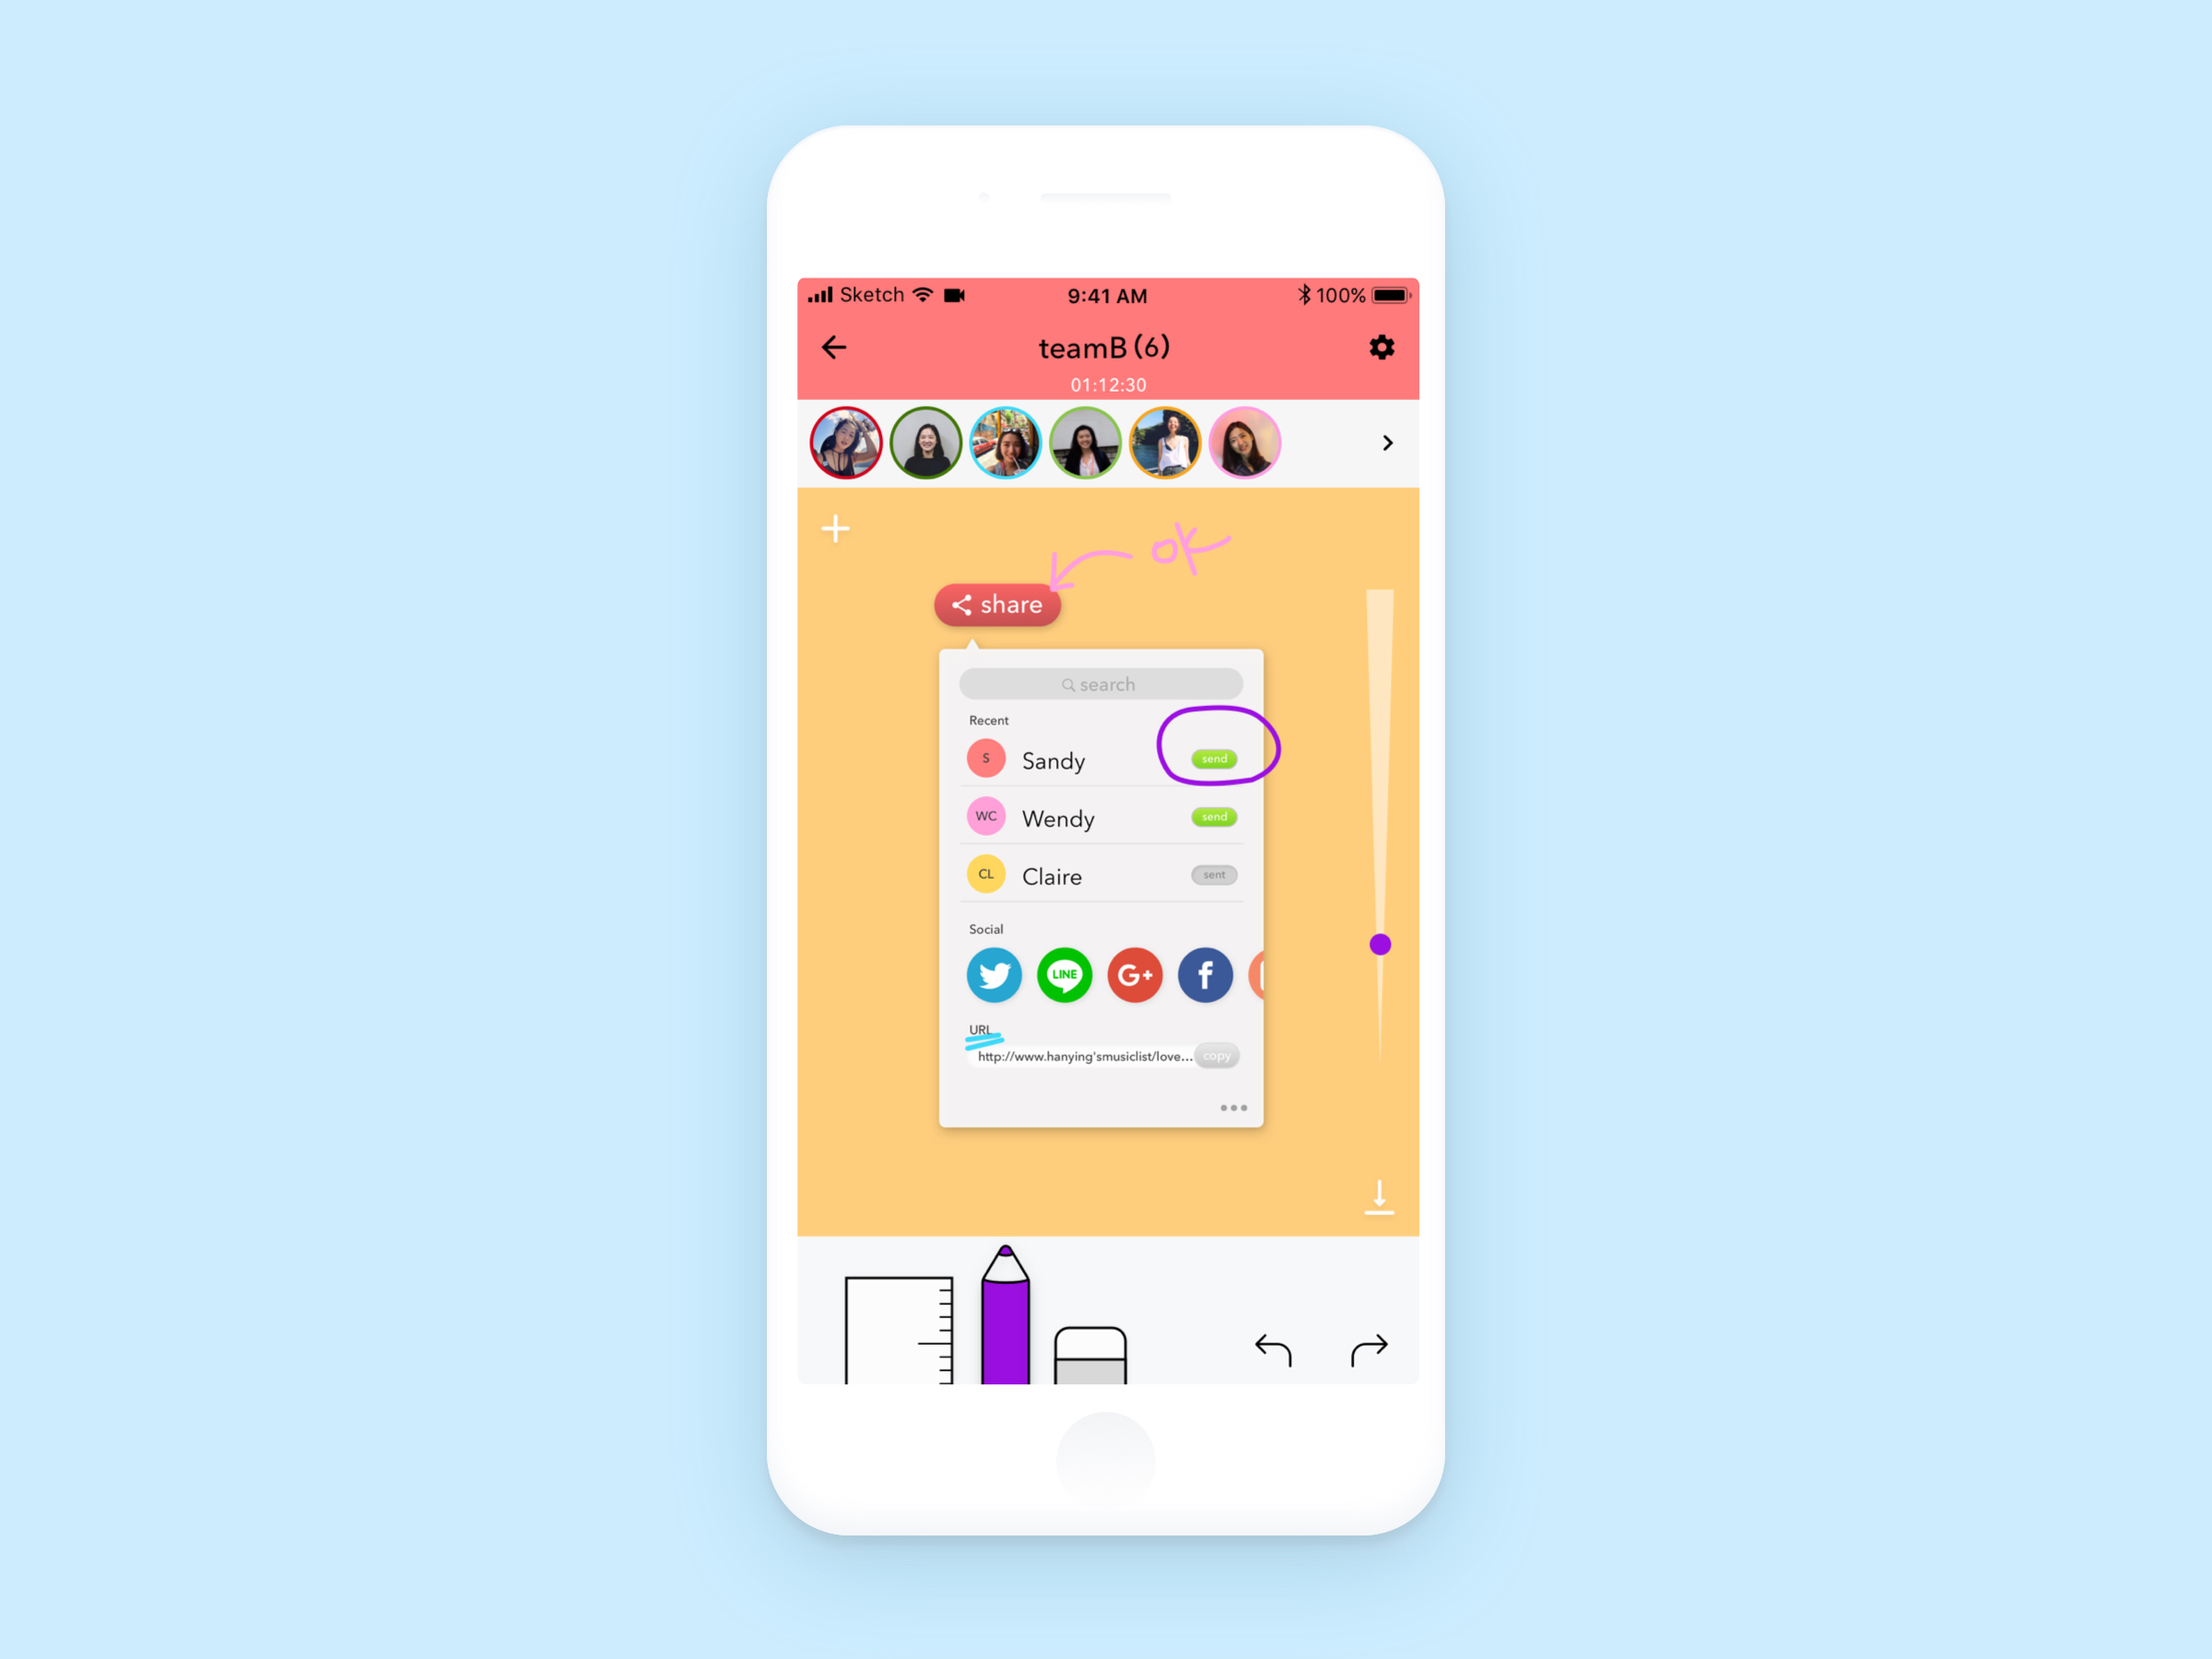 Sketch 9:41 AM 100%
teamB (6)
01:12:30
ok
share
search
Recent
S Sandy send
WC Wendy send
CL Claire sent
Social
LINE G+ f
URL
http://www.hanying'smusiclist/love... copy